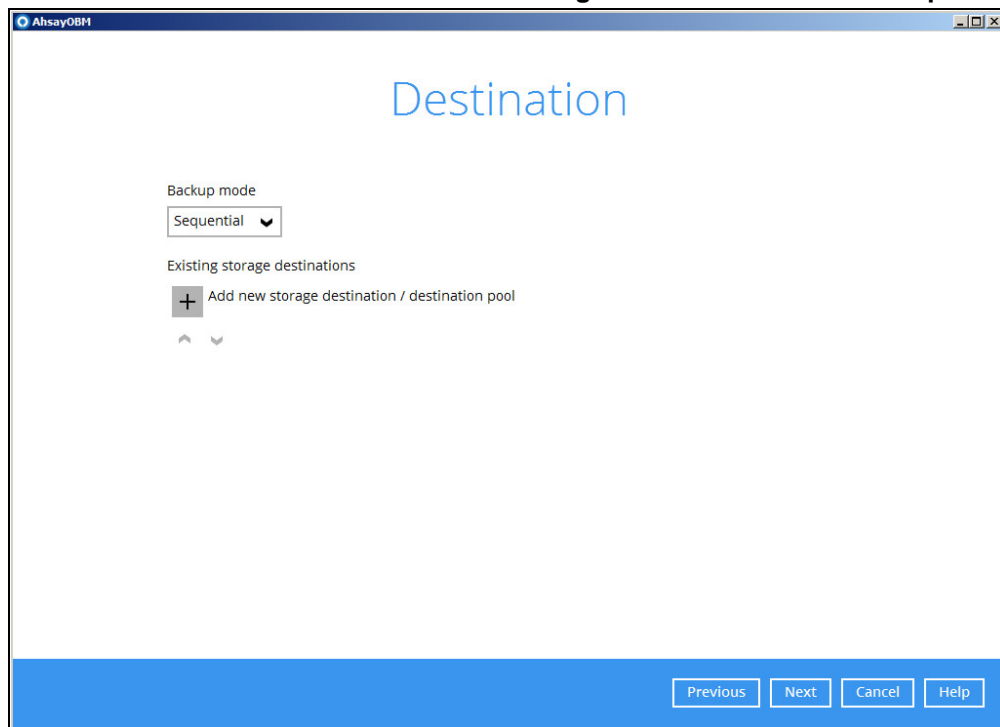 AhsayOBM
Destination
Backup mode
Sequential
Existing storage destinations
Add new storage destination / destination pool
Previous Next Cancel Help